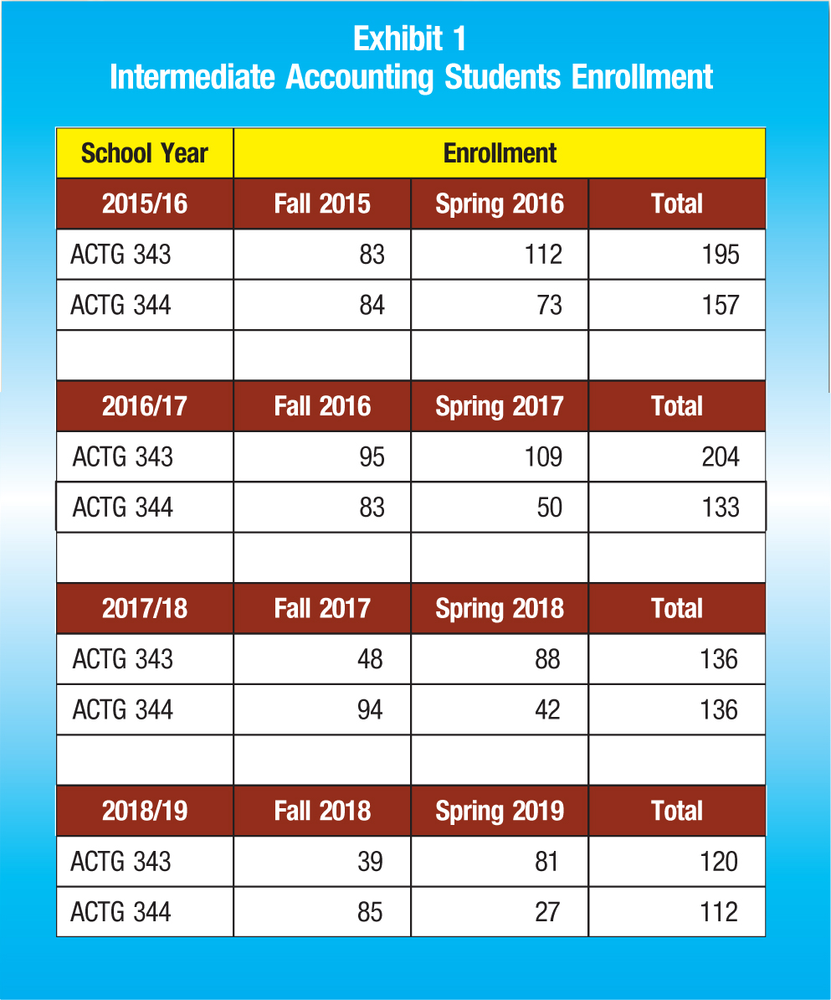 Exhibit 1
Intermediate Accounting Students Enrollment
School Year Enrollment
2015/16 Fall 2015 Spring 2016 Total
ACTG 343 83 112 195
ACTG 344 84 73 157
2016/17 Fall 2016 Spring 2017 Total
ACTG 343 95 109 204
ACTG 344 83 50 133
2017/18 Fall 2017 Spring 2018 Total
ACTG 343 48 88 136
ACTG 344 94 42 136
2018/19 Fall 2018 Spring 2019 Total
ACTG 343 39 81 120
ACTG 344 85 27 112